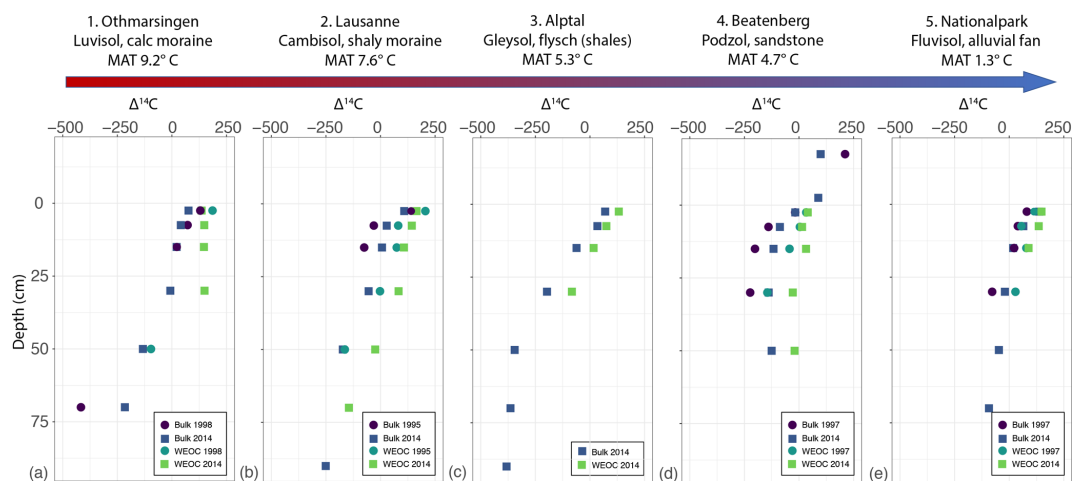 1. Othmarsingen
Luvisol, calc moraine
MAT 9.2° C
2. Lausanne
Cambisol, shaly moraine
MAT 7.6° C
3. Alptal
Gleysol, flysch (shales)
MAT 5.3° C
4. Beatenberg
Podzol, sandstone
MAT 4.7° C
5. Nationalpark
Fluvisol, alluvial fan
MAT 1.3° C
Δ¹⁴C
−500 −250 0 250
Δ¹⁴C
−500 −250 0 250
Δ¹⁴C
−500 −250 0 250
Δ¹⁴C
−500 −250 0 250
Δ¹⁴C
−500 −250 0 250
Depth (cm)
0
25
50
75
(a)
Bulk 1998
Bulk 2014
WEOC 1998
WEOC 2014
(b)
Bulk 1995
Bulk 2014
WEOC 1995
WEOC 2014
(c)
Bulk 2014
WEOC 2014
(d)
Bulk 1997
Bulk 2014
WEOC 1997
WEOC 2014
(e)
Bulk 1997
Bulk 2014
WEOC 1997
WEOC 2014